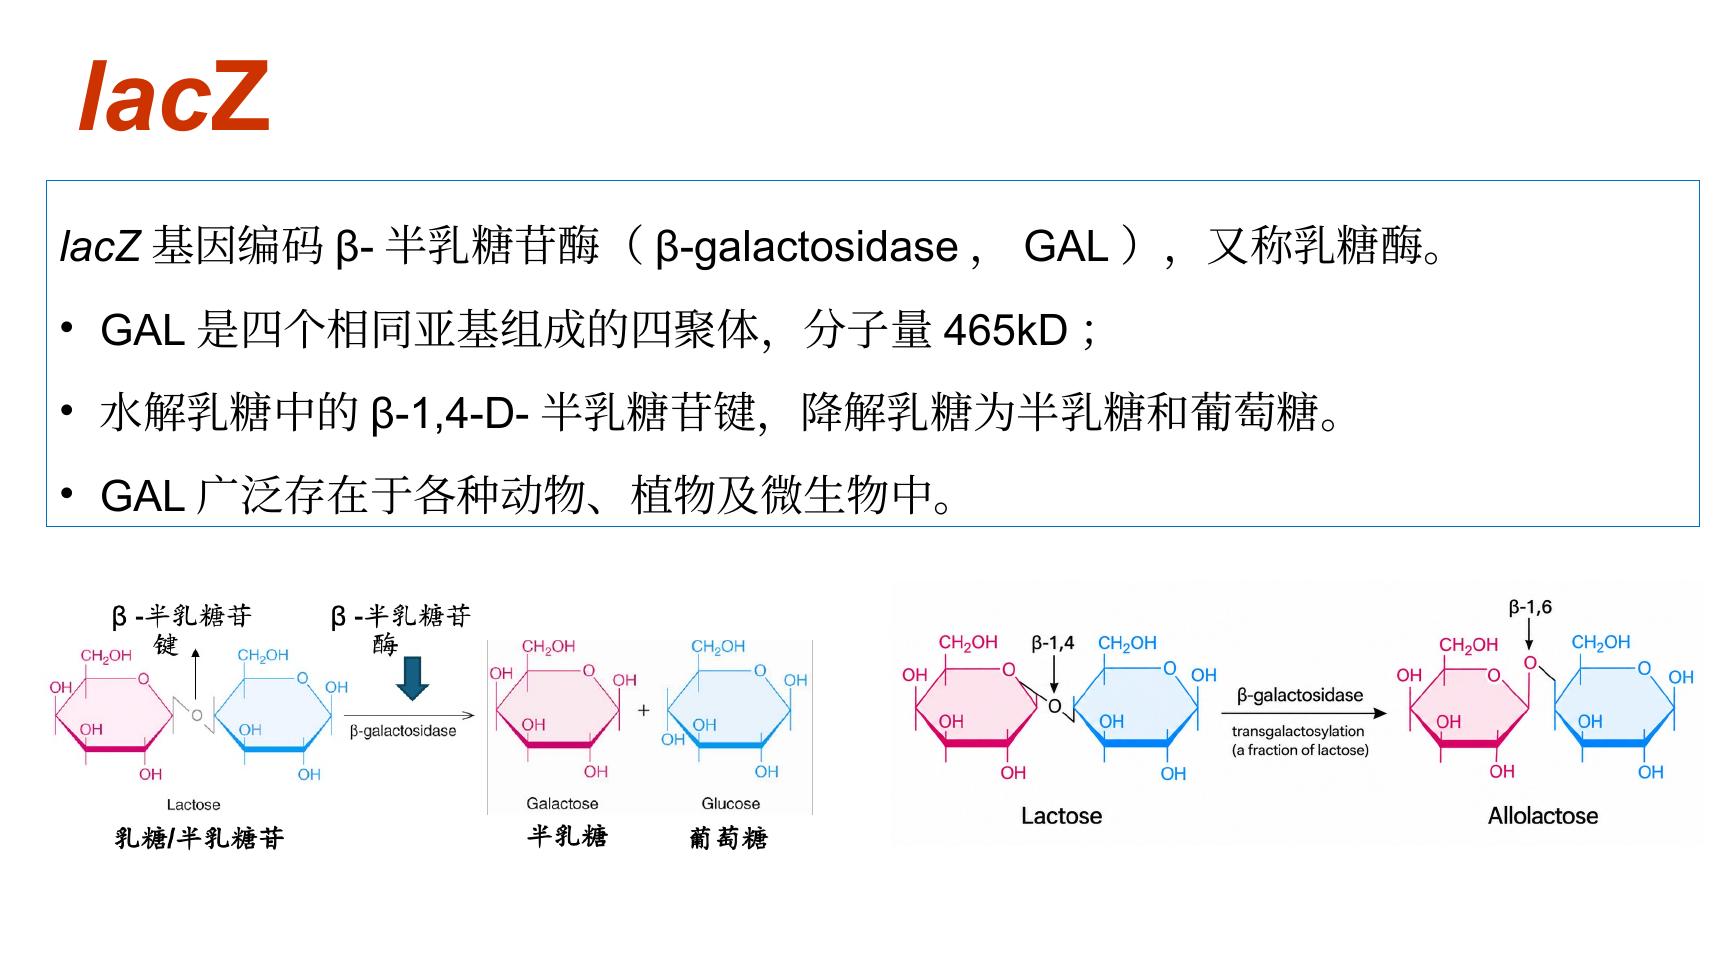 lacZ
lacZ 基因编码 β- 半乳糖苷酶（ β-galactosidase ， GAL ），又称乳糖酶。
• GAL 是四个相同亚基组成的四聚体，分子量 465kD ；
• 水解乳糖中的 β-1,4-D- 半乳糖苷键，降解乳糖为半乳糖和葡萄糖。
• GAL 广泛存在于各种动物、植物及微生物中。
β -半乳糖苷
键
β -半乳糖苷
酶
CH₂OH
O
OH
OH
OH
O
CH₂OH
O
OH
OH
OH
β-galactosidase
CH₂OH
OH
O
OH
OH
OH
+
CH₂OH
O
OH
OH
OH
OH
Lactose
Galactose
Glucose
乳糖/半乳糖苷
半乳糖
葡萄糖
CH₂OH
OH
O
OH
OH
β-1,4
O
CH₂OH
O
OH
OH
OH
β-galactosidase
transgalactosylation
(a fraction of lactose)
β-1,6
CH₂OH
OH
O
OH
OH
O
CH₂OH
O
OH
OH
OH
Lactose
Allolactose